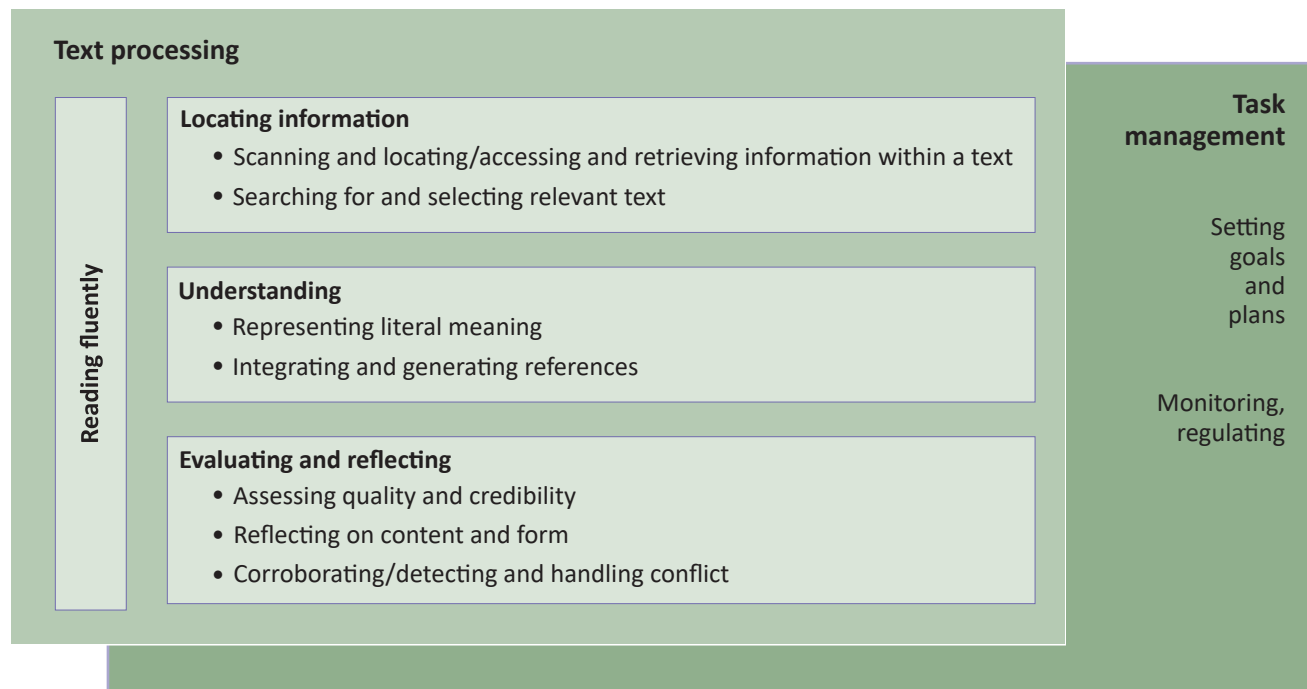 Text processing
Reading fluently
Locating information
• Scanning and locating/accessing and retrieving information within a text
• Searching for and selecting relevant text
Understanding
• Representing literal meaning
• Integrating and generating references
Evaluating and reflecting
• Assessing quality and credibility
• Reflecting on content and form
• Corroborating/detecting and handling conflict
Task
management
Setting
goals
and
plans
Monitoring,
regulating